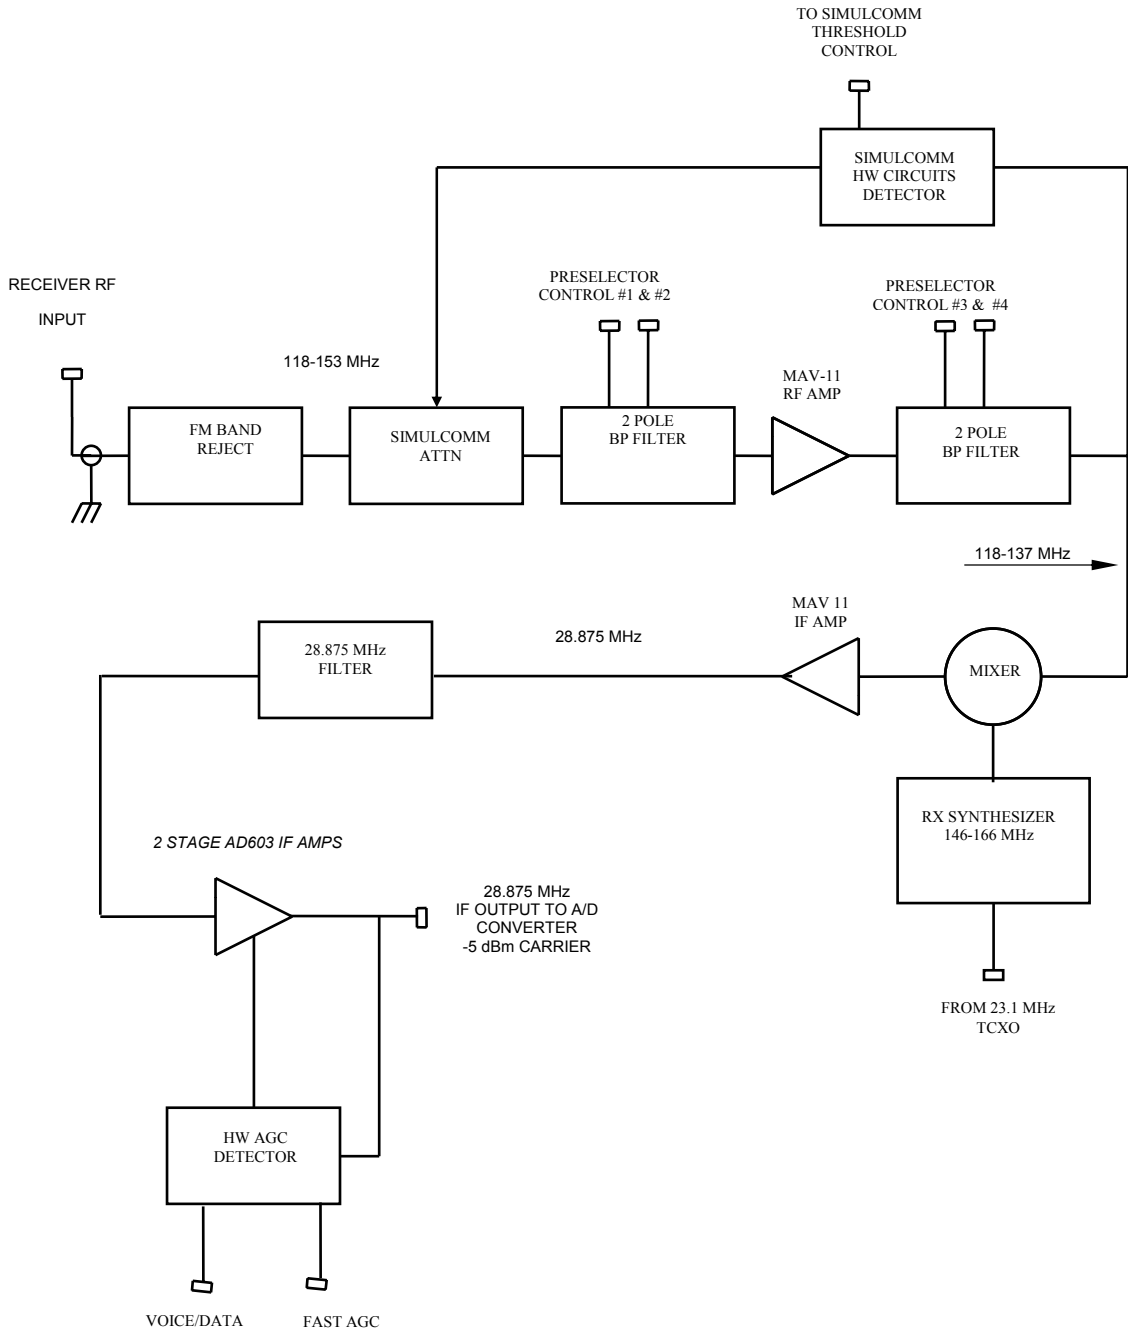 TO SIMULCOMM
THRESHOLD
CONTROL
SIMULCOMM
HW CIRCUITS
DETECTOR
RECEIVER RF
INPUT
PRESELECTOR
CONTROL #1 & #2
PRESELECTOR
CONTROL #3 & #4
118-153 MHz
MAV-11
RF AMP
FM BAND
REJECT
SIMULCOMM
ATTN
2 POLE
BP FILTER
2 POLE
BP FILTER
118-137 MHz
MAV 11
IF AMP
28.875 MHz
28.875 MHz
FILTER
MIXER
RX SYNTHESIZER
146-166 MHz
2 STAGE AD603 IF AMPS
28.875 MHz
IF OUTPUT TO A/D
CONVERTER
-5 dBm CARRIER
FROM 23.1 MHz
TCXO
HW AGC
DETECTOR
VOICE/DATA
FAST AGC